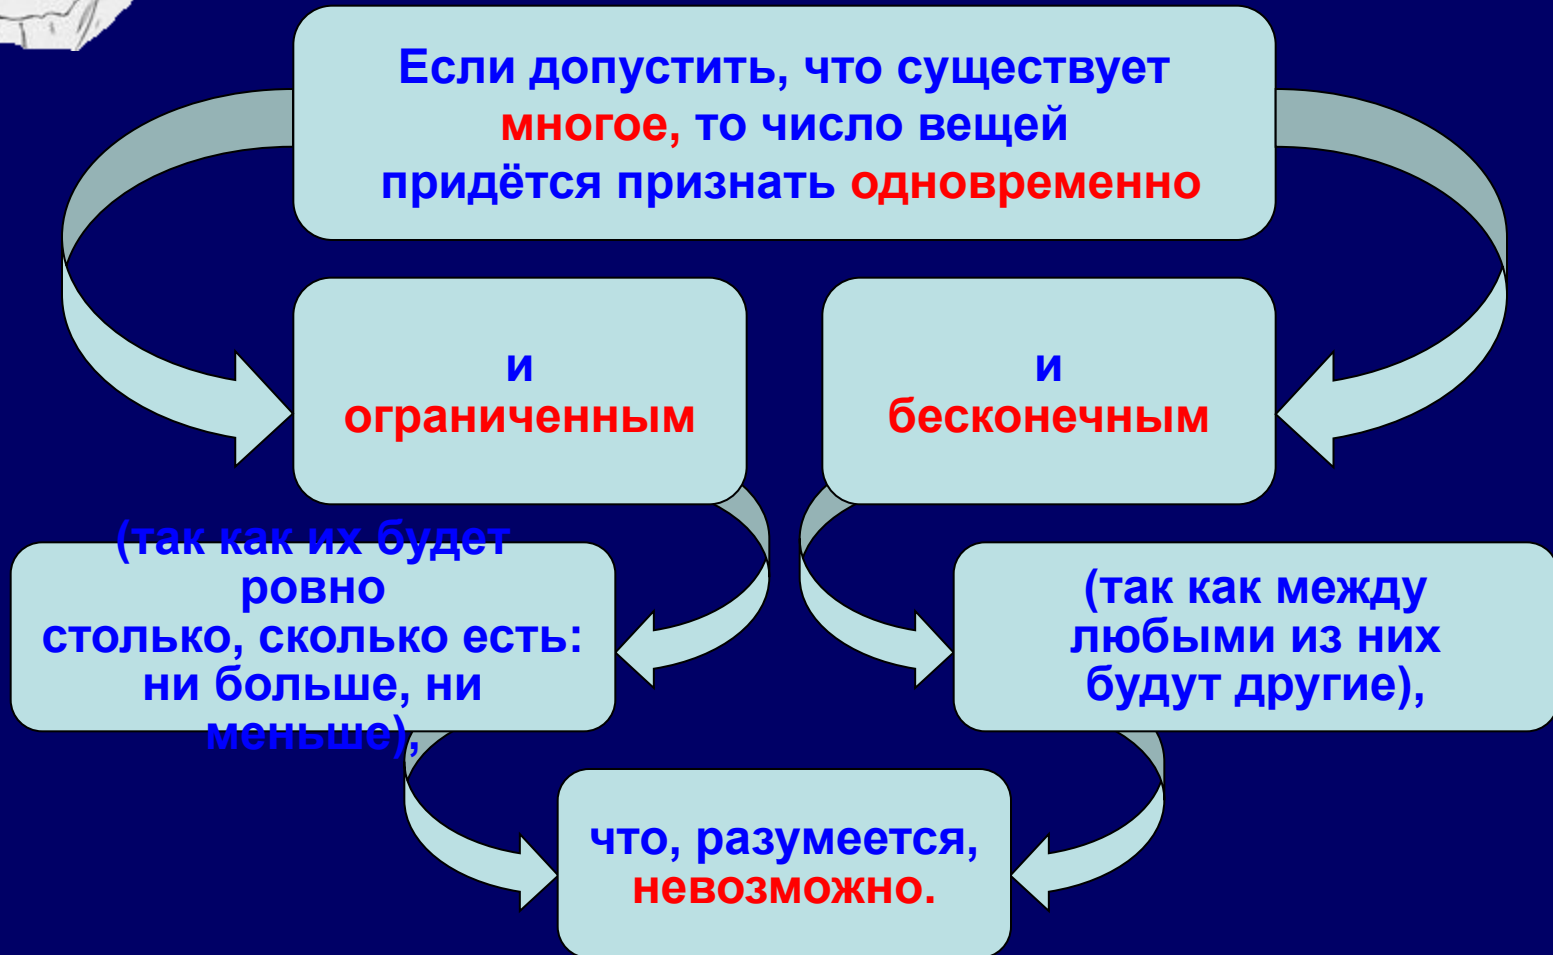 Если допустить, что существует
многое, то число вещей
придётся признать одновременно
и
ограниченным
и
бесконечным
(так как их будет
ровно
столько, сколько есть:
ни больше, ни
меньше),
(так как между
любыми из них
будут другие),
что, разумеется,
невозможно.